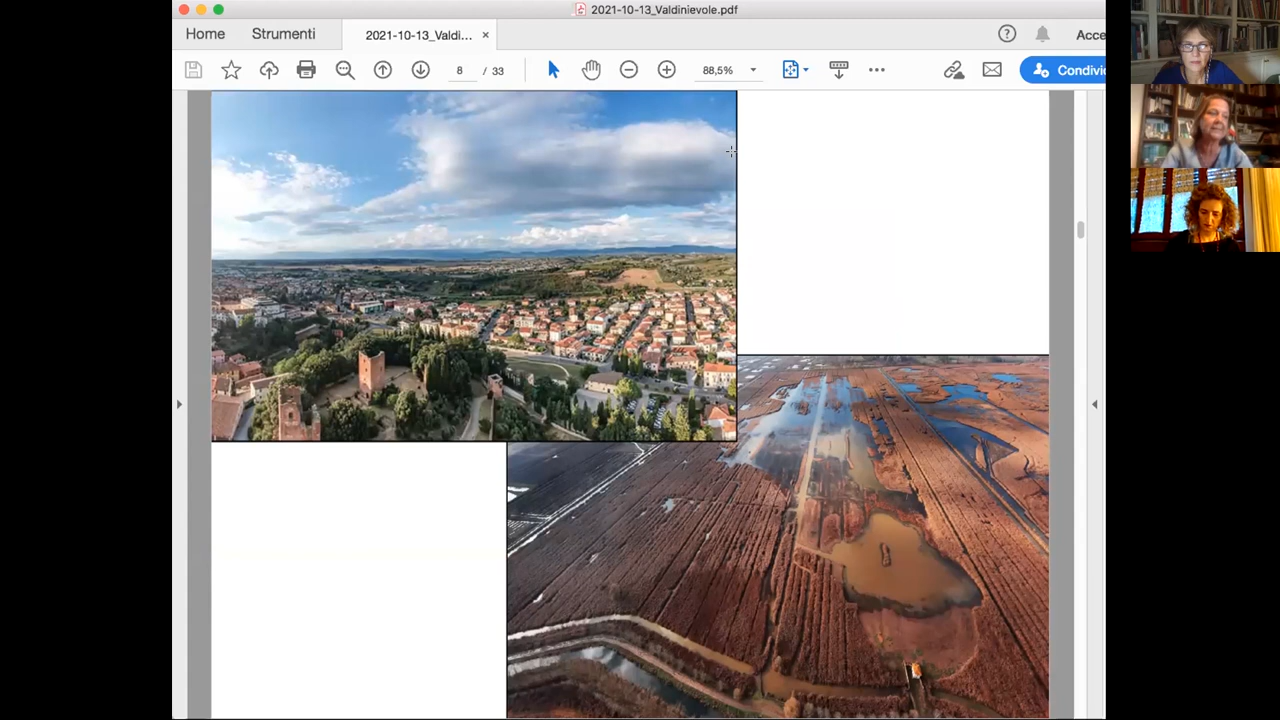 2021-10-13_Valdinievole.pdf
Home
Strumenti
2021-10-13_Valdi...
Acce
8 / 33
88,5%
Condivi